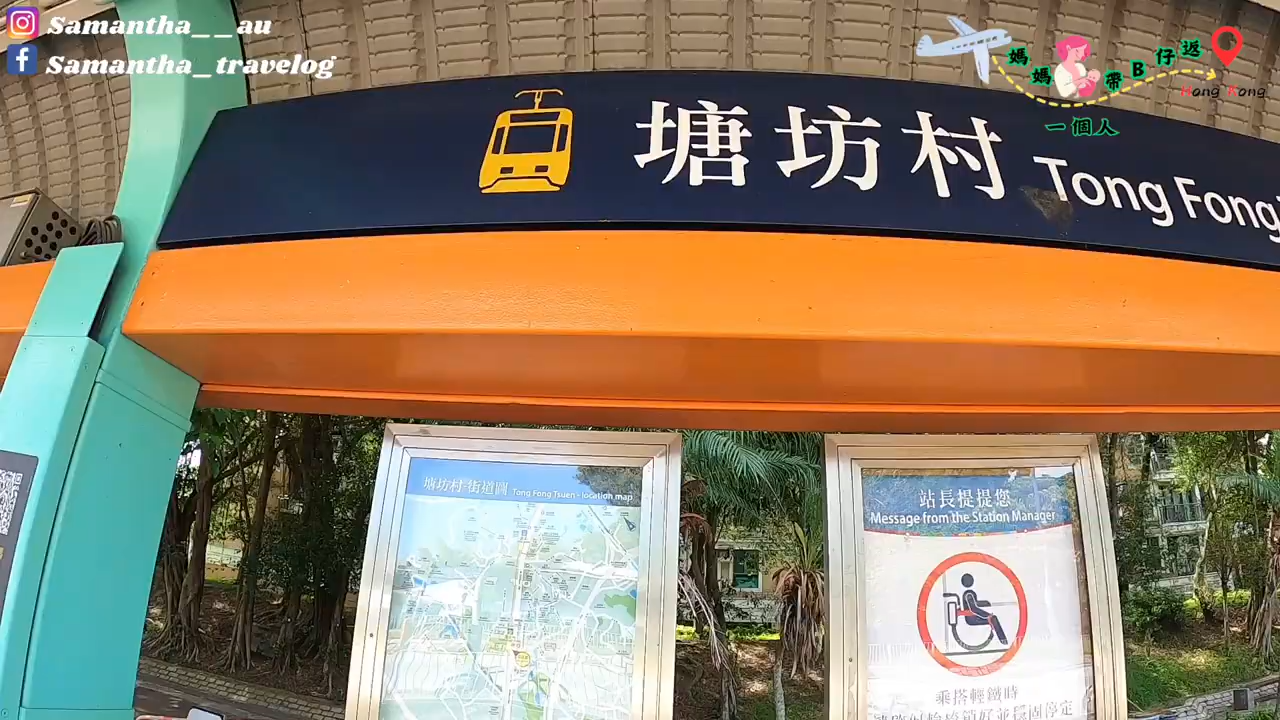 Samantha__au
Samantha_travelog
媽媽帶B仔返
Hong Kong
一個人
塘坊村 Tong Fong
塘坊村-街道圖 Tong Fong Tsuen - location map
站長提提您
Message from the Station Manager
乘搭輕鐵時